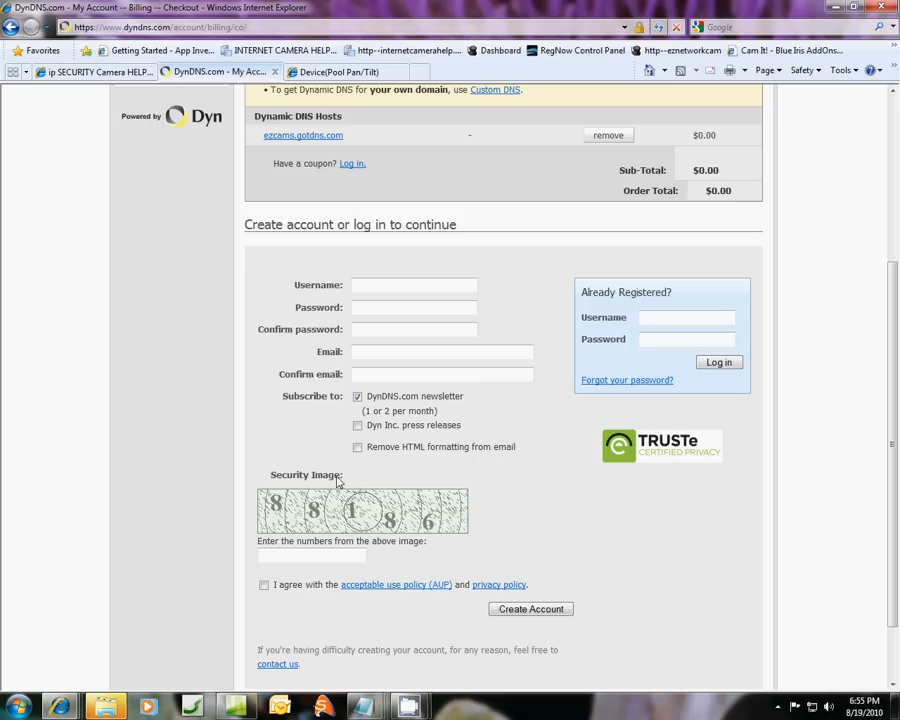 DynDNS.com - My Account -- Billing -- Checkout - Windows Internet Explorer
https://www.dyndns.com/account/billing/co/
Google
Favorites
Getting Started - App Inve...
INTERNET CAMERA HELP...
http--internetcamerahelp....
Dashboard
RegNow Control Panel
http--eznetworkcam
Cam It! - Blue Iris AddOns...
ip SECURITY Camera HELP...
DynDNS.com - My Acco...
Device(Pool Pan/Tilt)
Page
Safety
Tools
• To get Dynamic DNS for your own domain, use Custom DNS.
Powered by Dyn
Dynamic DNS Hosts
ezcams.gotdns.com - remove $0.00
Have a coupon? Log in.
Sub-Total: $0.00
Order Total: $0.00
Create account or log in to continue
Username:
Password:
Confirm password:
Email:
Confirm email:
Subscribe to: DynDNS.com newsletter
(1 or 2 per month)
Dyn Inc. press releases
Remove HTML formatting from email
Already Registered?
Username
Password
Log in
Forgot your password?
TRUSTe
CERTIFIED PRIVACY
Security Image:
8 8 1 8 6
Enter the numbers from the above image:
I agree with the acceptable use policy (AUP) and privacy policy.
Create Account
If you're having difficulty creating your account, for any reason, feel free to
contact us.
6:55 PM
8/19/2010